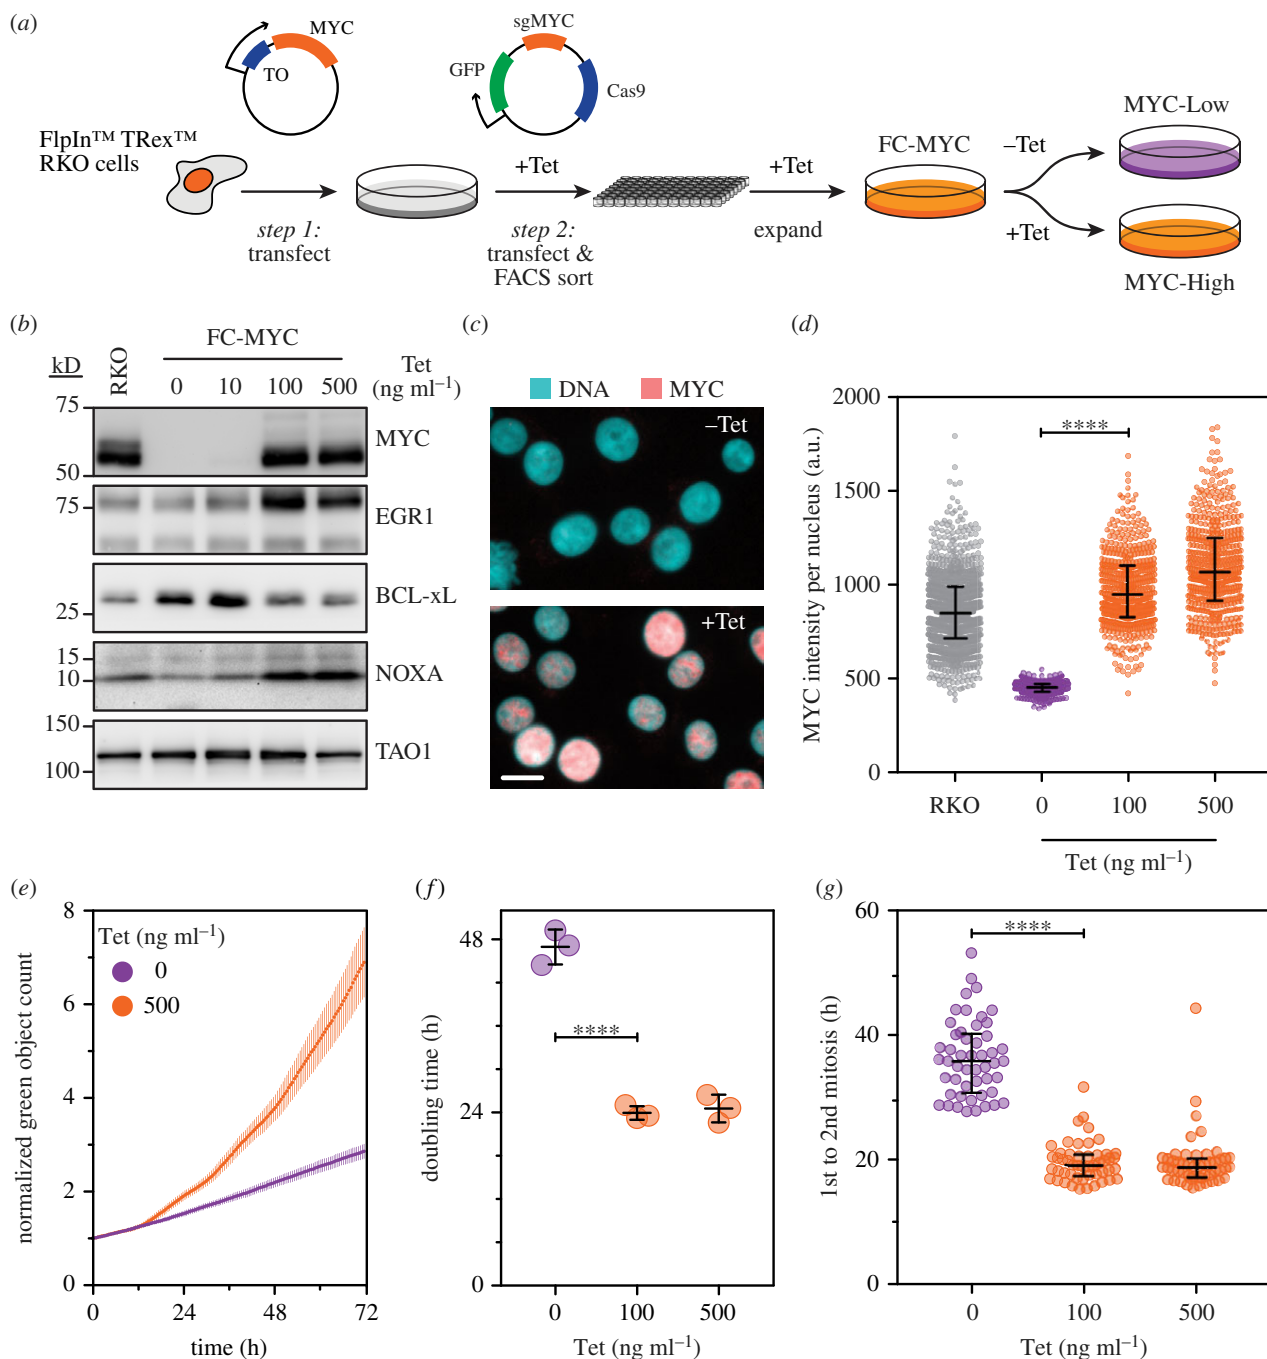 (a)
MYC
TO
sgMYC
GFP
Cas9
FlpIn™ TRex™
RKO cells
step 1:
transfect
+Tet
step 2:
transfect &
FACS sort
+Tet
expand
FC-MYC
–Tet
+Tet
MYC-Low
MYC-High
(b)
FC-MYC
kD
RKO
0 10 100 500
Tet
(ng ml–1)
75
50
MYC
75
EGR1
25
BCL-xL
15
10
NOXA
150
100
TAO1
(c)
DNA MYC
–Tet
+Tet
(d)
MYC intensity per nucleus (a.u.)
2000
1500
1000
500
0
****
RKO 0 100 500
Tet (ng ml–1)
(e)
normalized green object count
8
6
4
2
0
Tet (ng ml–1)
0
500
0 24 48 72
time (h)
(f)
doubling time (h)
48
24
0
****
0 100 500
Tet (ng ml–1)
(g)
1st to 2nd mitosis (h)
60
40
20
0
****
0 100 500
Tet (ng ml–1)